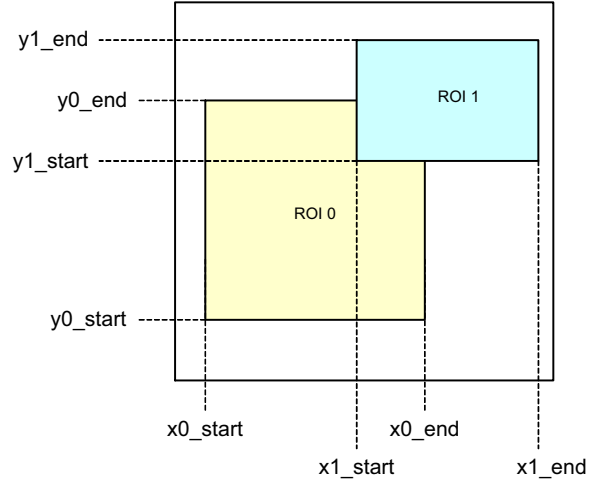 y1_end
y0_end
ROI 1
y1_start
ROI 0
y0_start
x0_start
x0_end
x1_start
x1_end